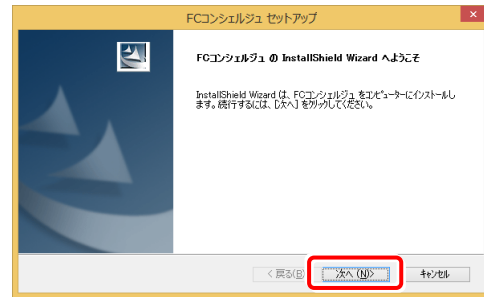 FCコンシェルジュ セットアップ
FCコンシェルジュ の InstallShield Wizard へようこそ
InstallShield Wizard は、FCコンシェルジュ をコンピューターにインストールし
ます。続行するには、[次へ] をクリックしてください。
< 戻る(B) 次へ (N)> キャンセル